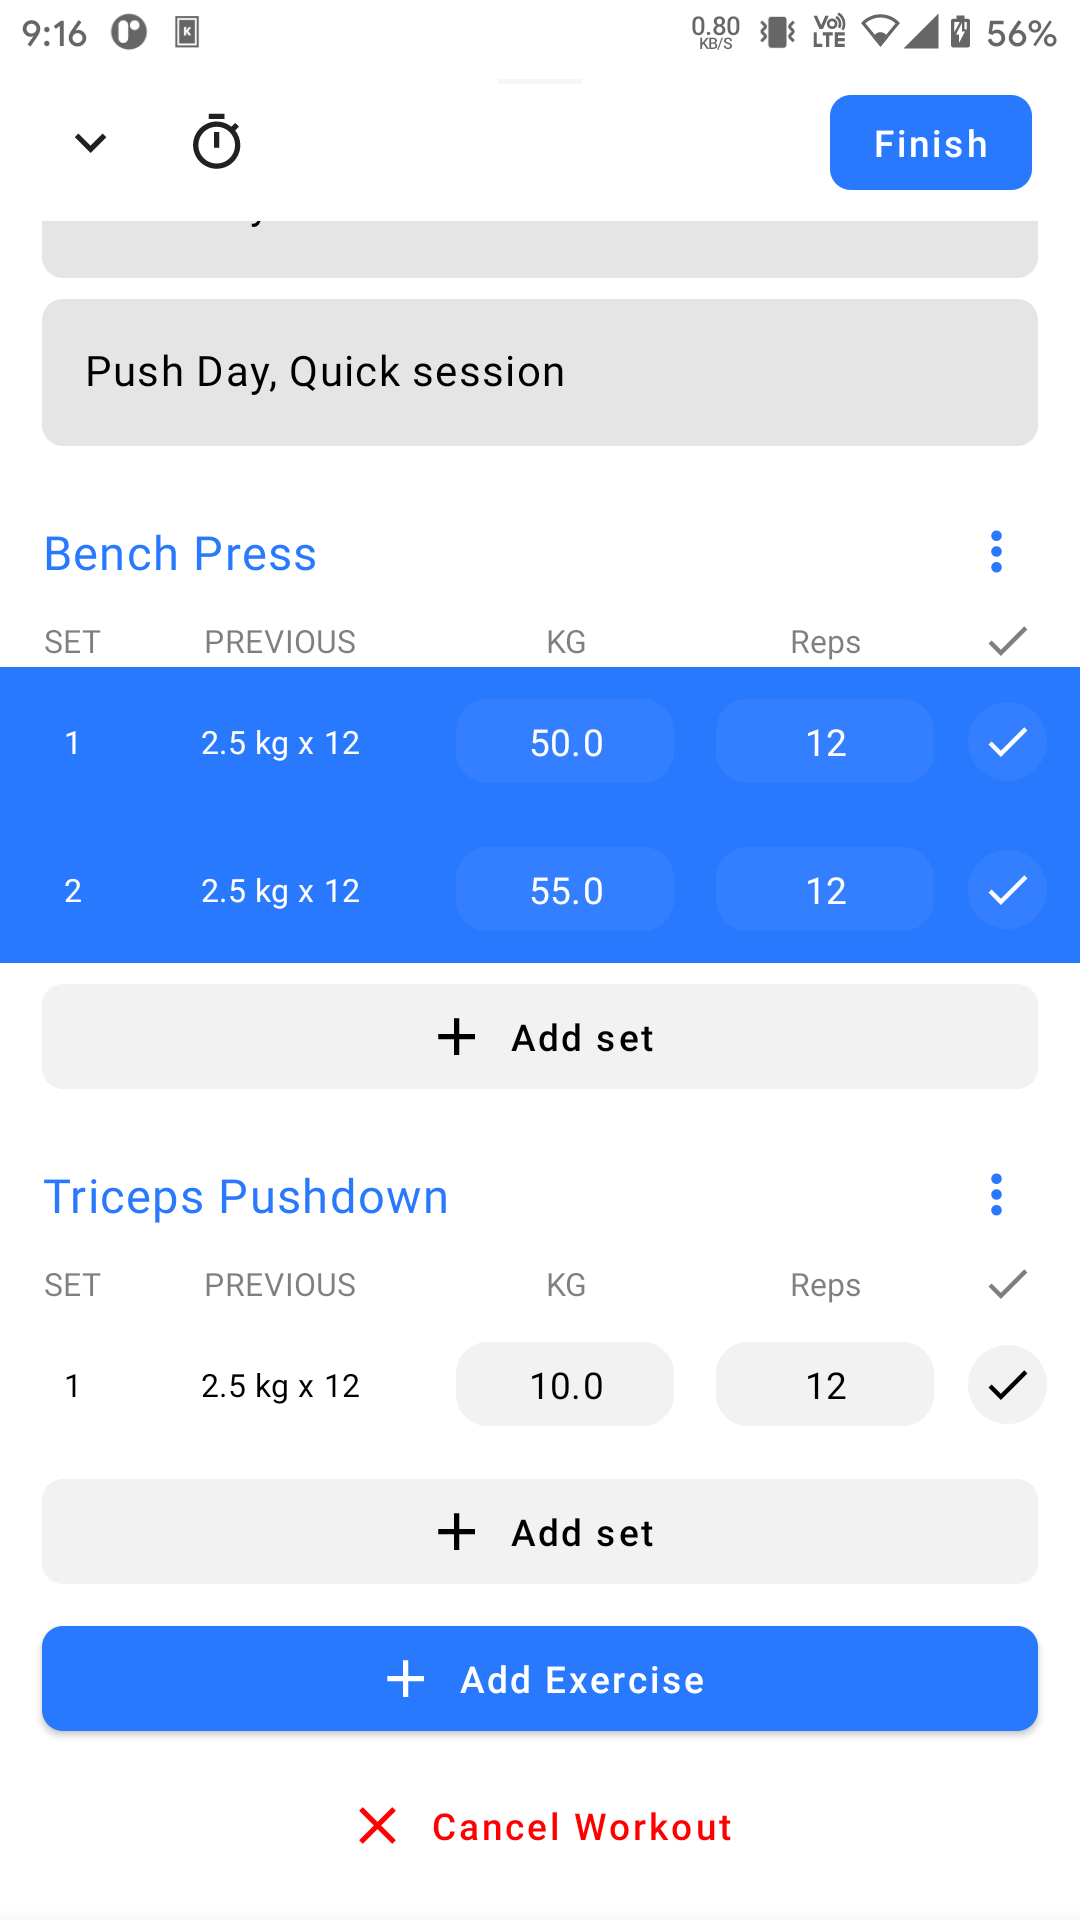 9:16 K 0.80 KB/S Vo)) LTE 56%
Finish
Push Day, Quick session
Bench Press
SET PREVIOUS KG Reps
1 2.5 kg x 12 50.0 12
2 2.5 kg x 12 55.0 12
Add set
Triceps Pushdown
SET PREVIOUS KG Reps
1 2.5 kg x 12 10.0 12
Add set
Add Exercise
Cancel Workout